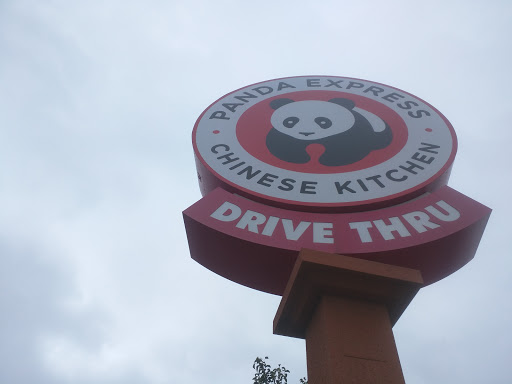 PANDA EXPRESS
CHINESE KITCHEN
DRIVE THRU